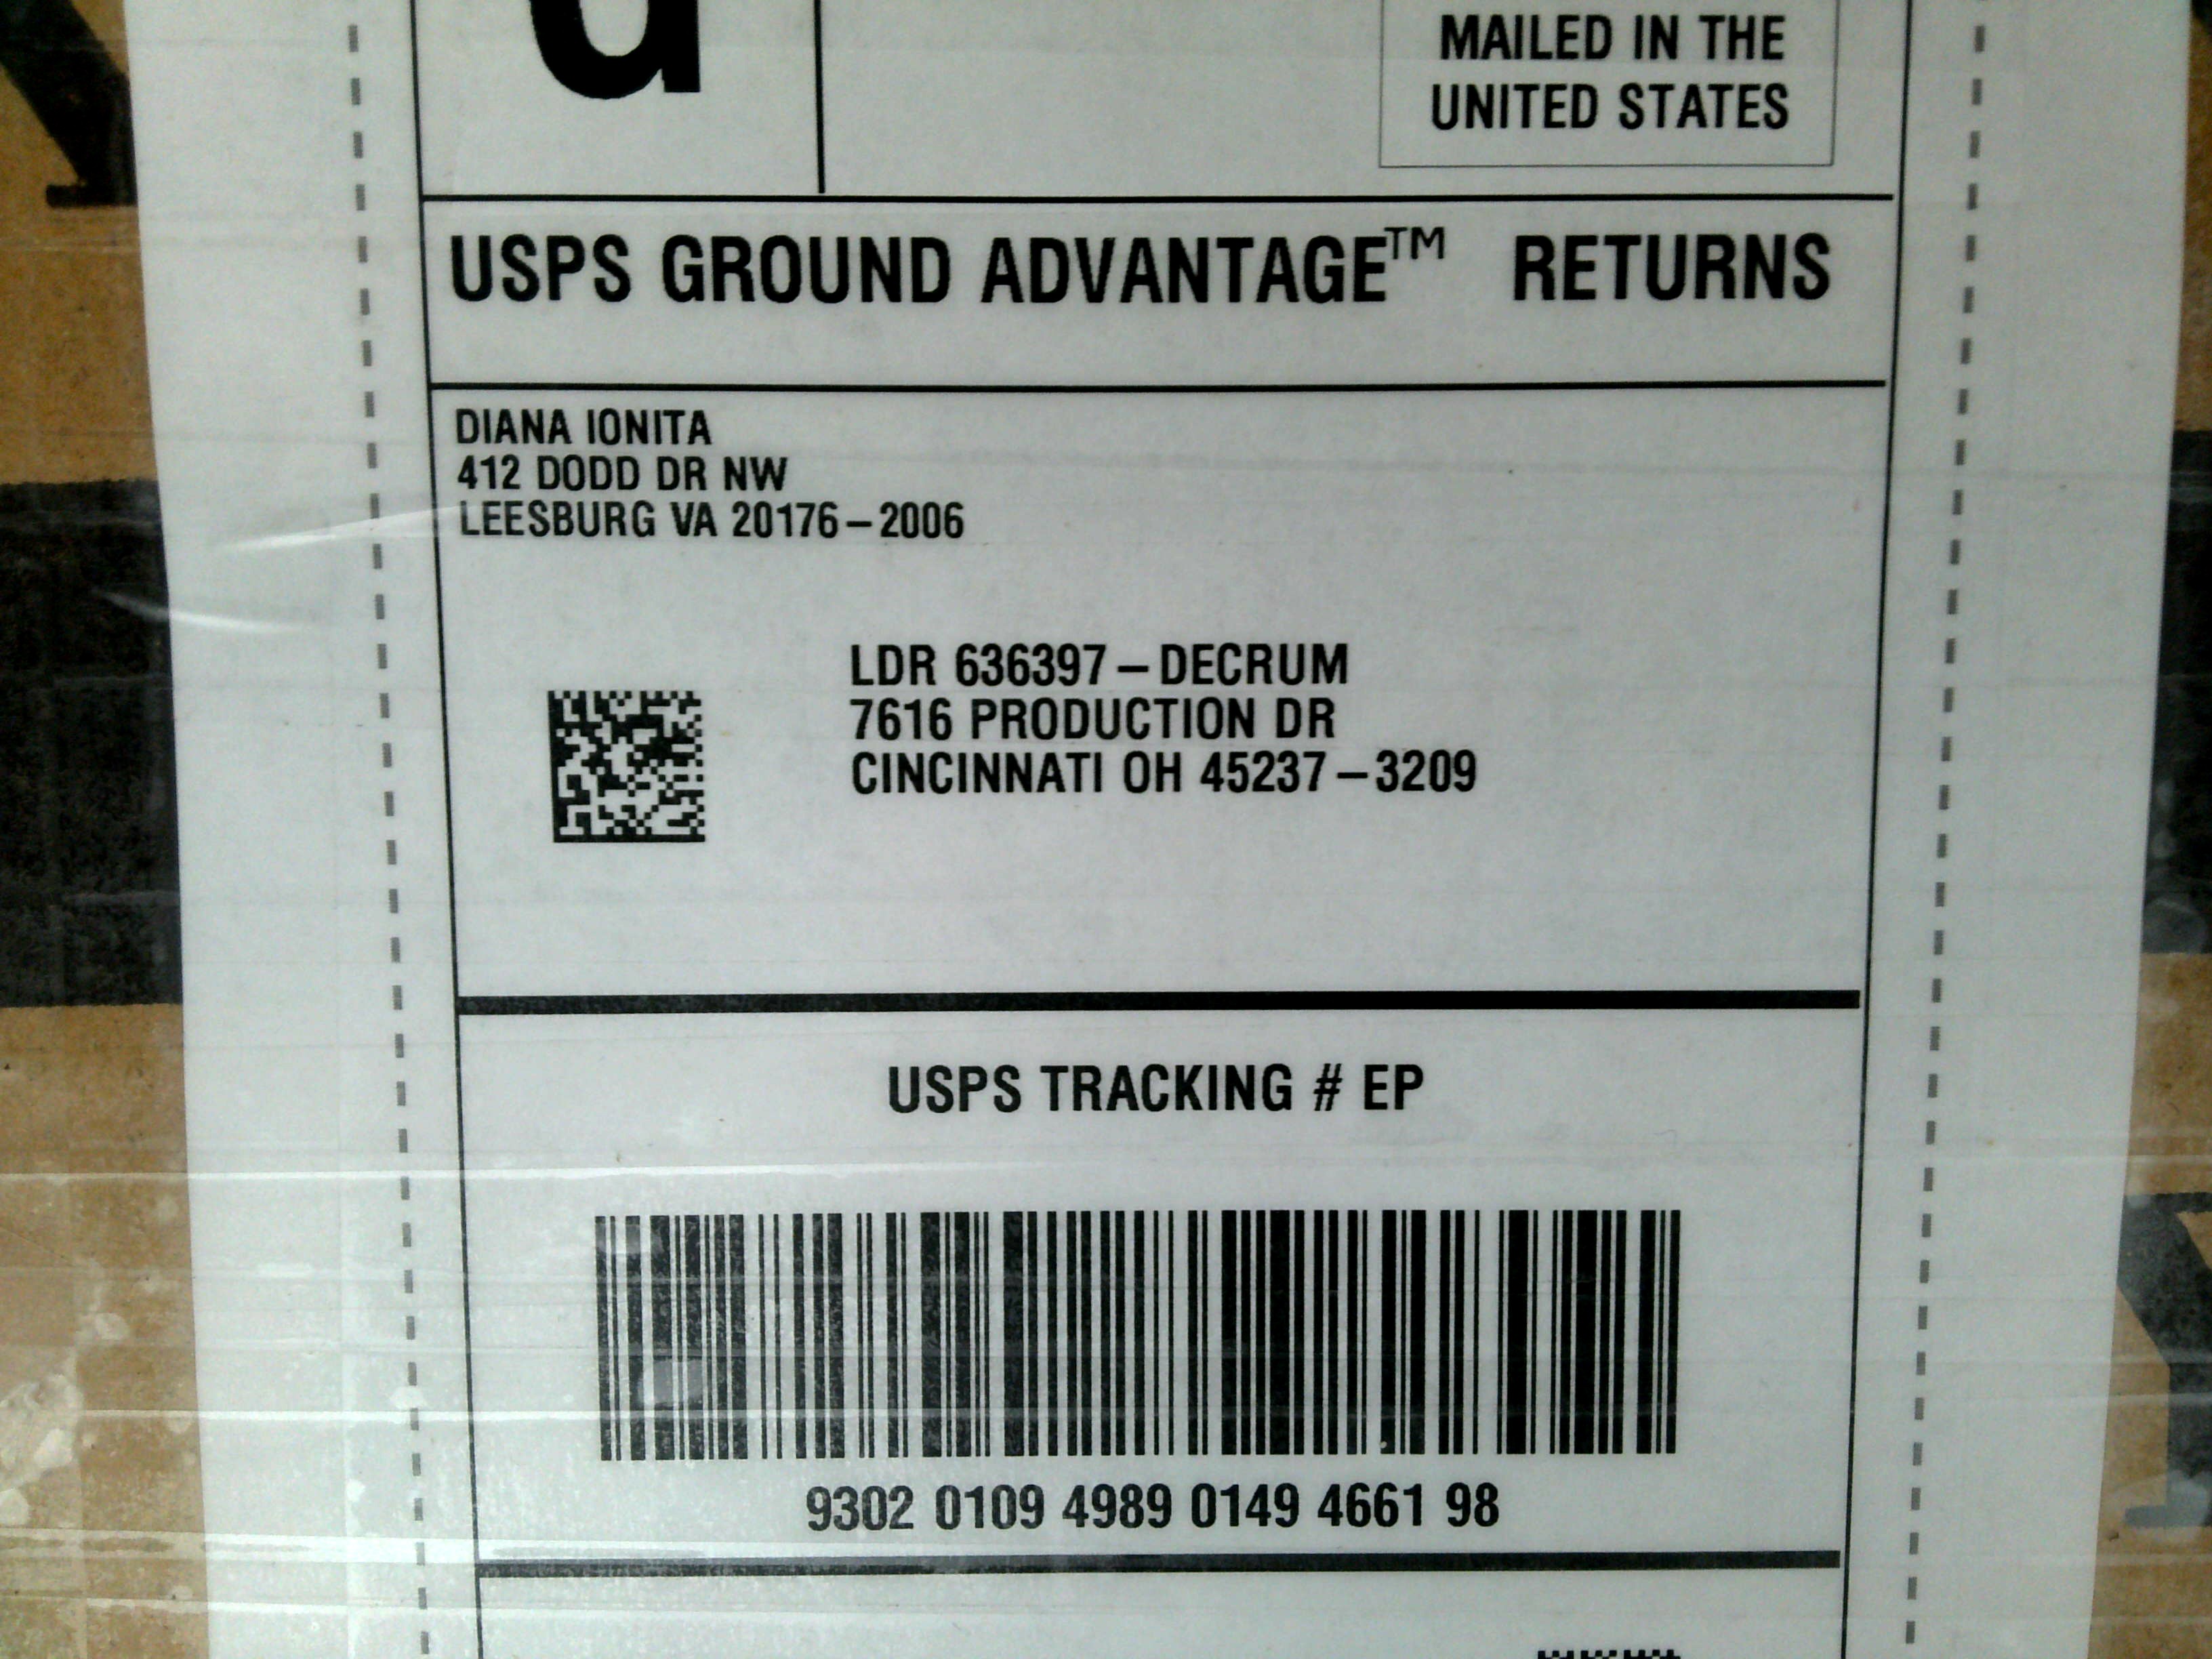 MAILED IN THE
UNITED STATES
USPS GROUND ADVANTAGE™ RETURNS
DIANA IONITA
412 DODD DR NW
LEESBURG VA 20176-2006
LDR 636397-DECRUM
7616 PRODUCTION DR
CINCINNATI OH 45237-3209
USPS TRACKING # EP
9302 0109 4989 0149 4661 98